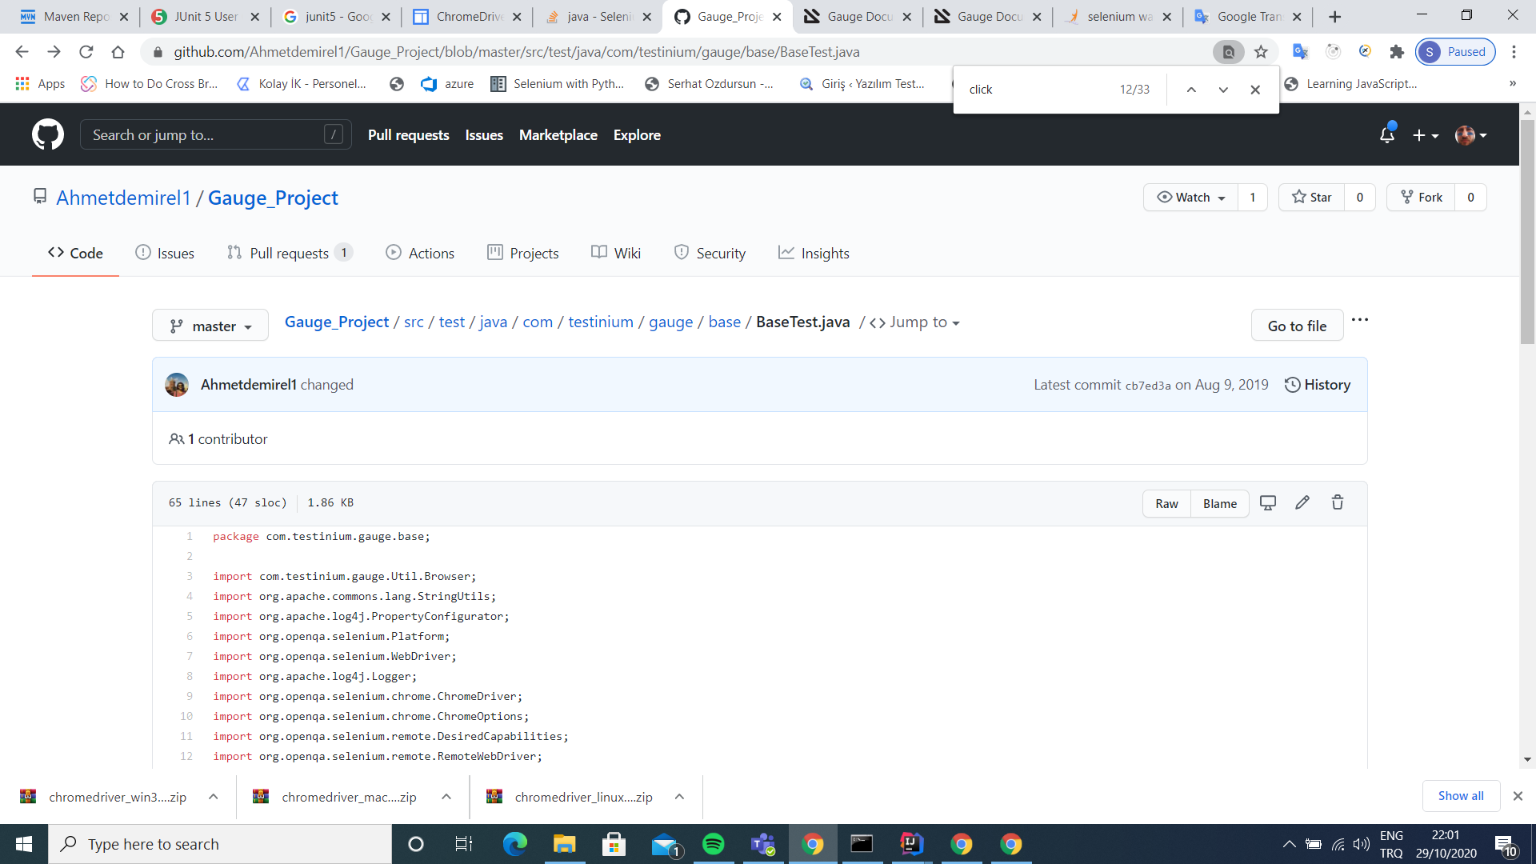 Maven Repo
JUnit 5 User
junit5 - Goo
ChromeDrive
java - Seleni
Gauge_Proje
Gauge Docu
Gauge Docu
selenium wa
Google Tran
github.com/Ahmetdemirel1/Gauge_Project/blob/master/src/test/java/com/testinium/gauge/base/BaseTest.java
S Paused
Apps
How to Do Cross Br...
Kolay İK - Personel...
azure
Selenium with Pyth...
Serhat Ozdursun -...
Giriş ‹ Yazılım Test...
Learning JavaScript...
»
click 12/33
Search or jump to... /
Pull requests Issues Marketplace Explore
Ahmetdemirel1 / Gauge_Project
Watch 1 Star 0 Fork 0
Code Issues Pull requests 1 Actions Projects Wiki Security Insights
master Gauge_Project / src / test / java / com / testinium / gauge / base / BaseTest.java / <> Jump to Go to file ...
Ahmetdemirel1 changed Latest commit cb7ed3a on Aug 9, 2019 History
1 contributor
65 lines (47 sloc) 1.86 KB Raw Blame
1 package com.testinium.gauge.base;
2
3 import com.testinium.gauge.Util.Browser;
4 import org.apache.commons.lang.StringUtils;
5 import org.apache.log4j.PropertyConfigurator;
6 import org.openqa.selenium.Platform;
7 import org.openqa.selenium.WebDriver;
8 import org.apache.log4j.Logger;
9 import org.openqa.selenium.chrome.ChromeDriver;
10 import org.openqa.selenium.chrome.ChromeOptions;
11 import org.openqa.selenium.remote.DesiredCapabilities;
12 import org.openqa.selenium.remote.RemoteWebDriver;
chromedriver_win3....zip
chromedriver_mac....zip
chromedriver_linux....zip
Show all
Type here to search
1
ENG
TRQ
22:01
29/10/2020
10